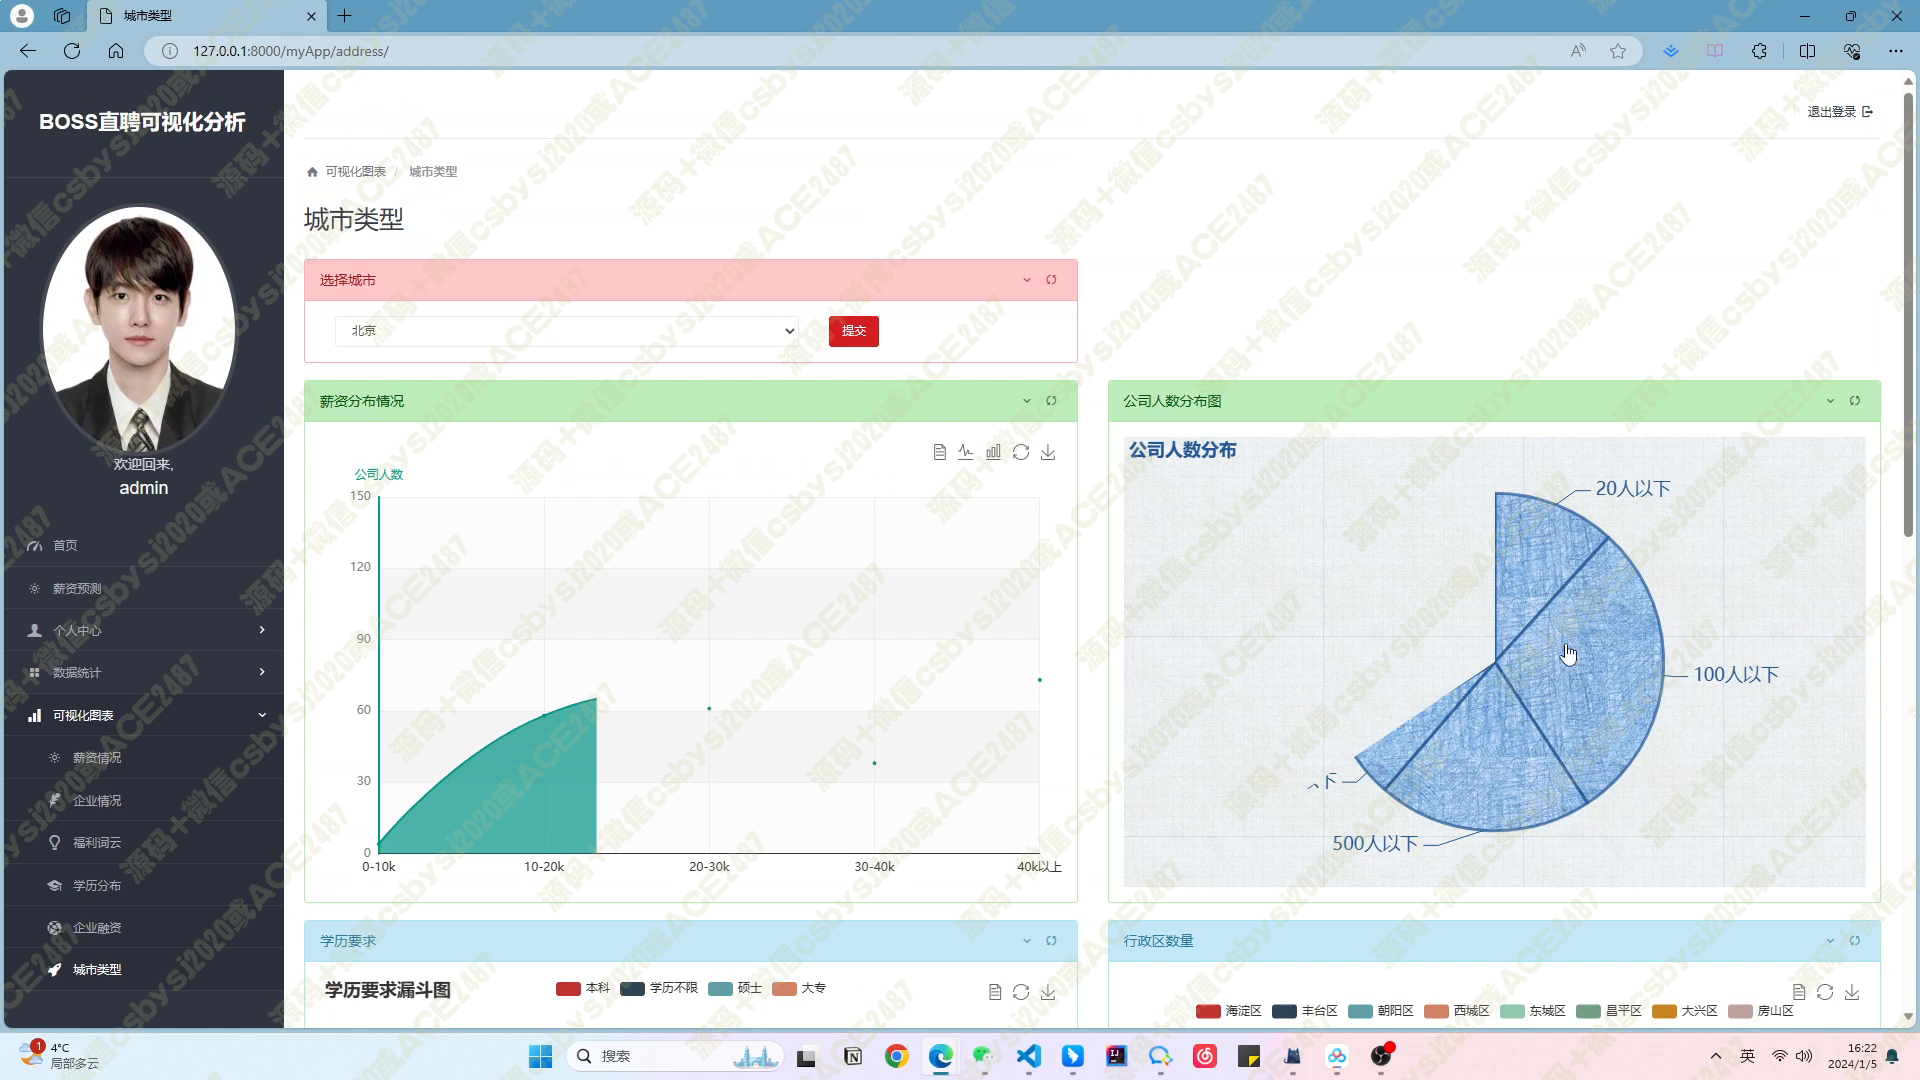 城市类型
127.0.0.1:8000/myApp/address/
BOSS直聘可视化分析
欢迎回来,
admin
首页
薪资预测
个人中心
数据统计
可视化图表
薪资情况
企业情况
福利词云
学历分布
企业融资
城市类型
退出登录
可视化图表 / 城市类型
城市类型
选择城市
北京
提交
薪资分布情况
公司人数
150
120
90
60
30
0
0-10k 10-20k 20-30k 30-40k 40k以上
公司人数分布图
公司人数分布
20人以下
100人以下
500人以下
下
学历要求
学历要求漏斗图
本科 学历不限 硕士 大专
行政区数量
海淀区 丰台区 朝阳区 西城区 东城区 昌平区 大兴区 房山区
源码+微信csbysj2020或ACE2487
1
4°C
局部多云
搜索
英
16:22
2024/1/5